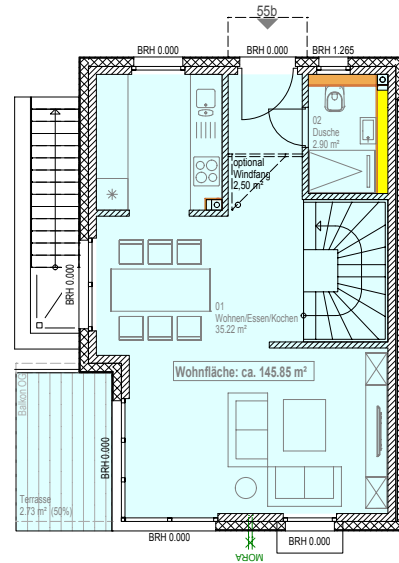 55b
BRH 0.000
BRH 0.000
BRH 1.265
02
Dusche
2.90 m²
optional
Windfang
2,50 m²
BRH 0.000
01
Wohnen/Essen/Kochen
35.22 m²
Wohnfläche: ca. 145.85 m²
Balkon OG
BRH 0.000
Terrasse
2.73 m² (50%)
BRH 0.000
MORA
BRH 0.000